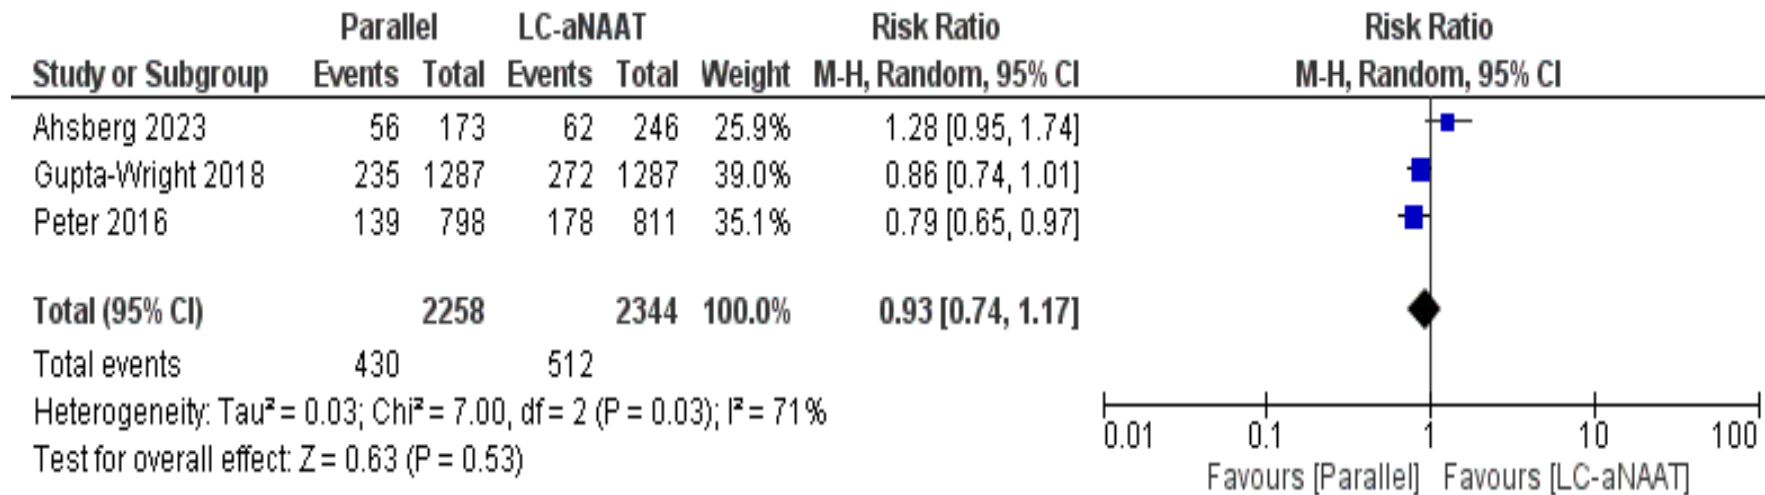 Parallel LC-aNAAT Risk Ratio Risk Ratio
Study or Subgroup Events Total Events Total Weight M-H, Random, 95% CI M-H, Random, 95% CI
Ahsberg 2023 56 173 62 246 25.9% 1.28 [0.95, 1.74]
Gupta-Wright 2018 235 1287 272 1287 39.0% 0.86 [0.74, 1.01]
Peter 2016 139 798 178 811 35.1% 0.79 [0.65, 0.97]
Total (95% CI) 2258 2344 100.0% 0.93 [0.74, 1.17]
Total events 430 512
Heterogeneity: Tau² = 0.03; Chi² = 7.00, df = 2 (P = 0.03); I² = 71%
Test for overall effect: Z = 0.63 (P = 0.53)
0.01 0.1 1 10 100
Favours [Parallel] Favours [LC-aNAAT]